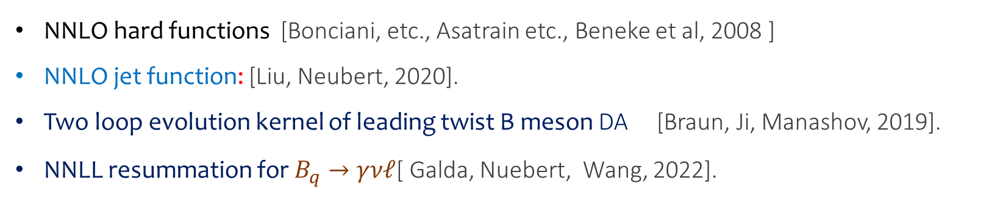 • NNLO hard functions [Bonciani, etc., Asatrain etc., Beneke et al, 2008 ]
• NNLO jet function: [Liu, Neubert, 2020].
• Two loop evolution kernel of leading twist B meson DA [Braun, Ji, Manashov, 2019].
• NNLL resummation for B_q → γνℓ[ Galda, Nuebert, Wang, 2022].